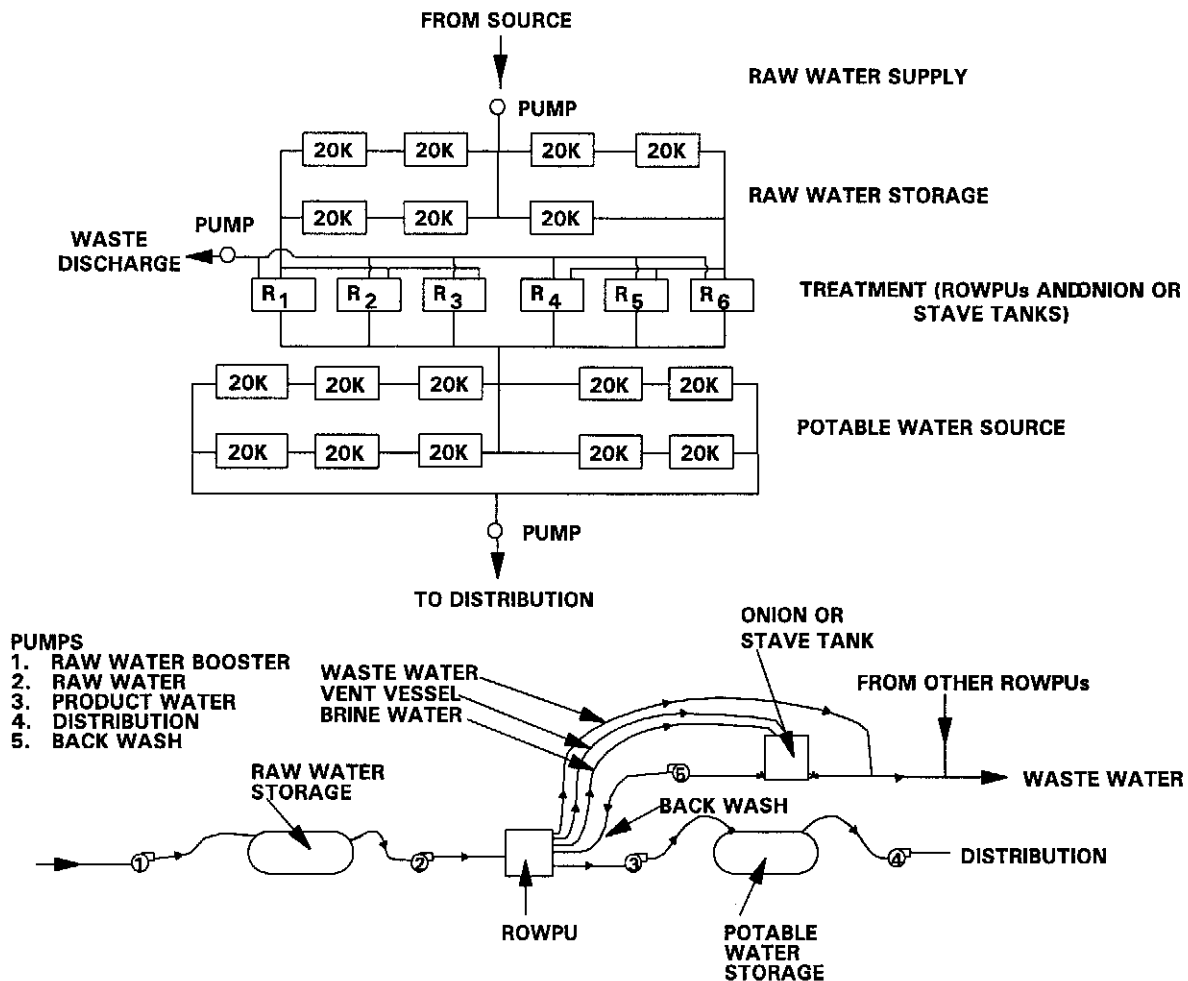 FROM SOURCE
RAW WATER SUPPLY
PUMP
20K 20K 20K 20K
RAW WATER STORAGE
20K 20K 20K
PUMP
WASTE
DISCHARGE
R1 R2 R3 R4 R5 R6
TREATMENT (ROWPUs ANDONION OR
STAVE TANKS)
20K 20K 20K 20K 20K
POTABLE WATER SOURCE
20K 20K 20K 20K 20K
PUMP
TO DISTRIBUTION
PUMPS
1. RAW WATER BOOSTER
2. RAW WATER
3. PRODUCT WATER
4. DISTRIBUTION
5. BACK WASH
ONION OR
STAVE TANK
WASTE WATER
VENT VESSEL
BRINE WATER
FROM OTHER ROWPUs
RAW WATER
STORAGE
5
WASTE WATER
BACK WASH
1
2
3
4
DISTRIBUTION
ROWPU
POTABLE
WATER
STORAGE